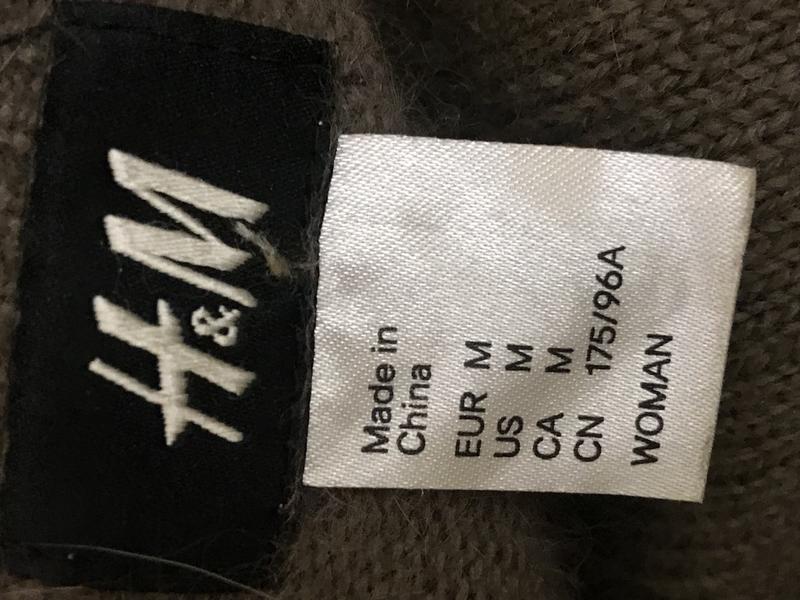 H&M
Made in
China
EUR M
US M
CA M
CN 175/96A
WOMAN